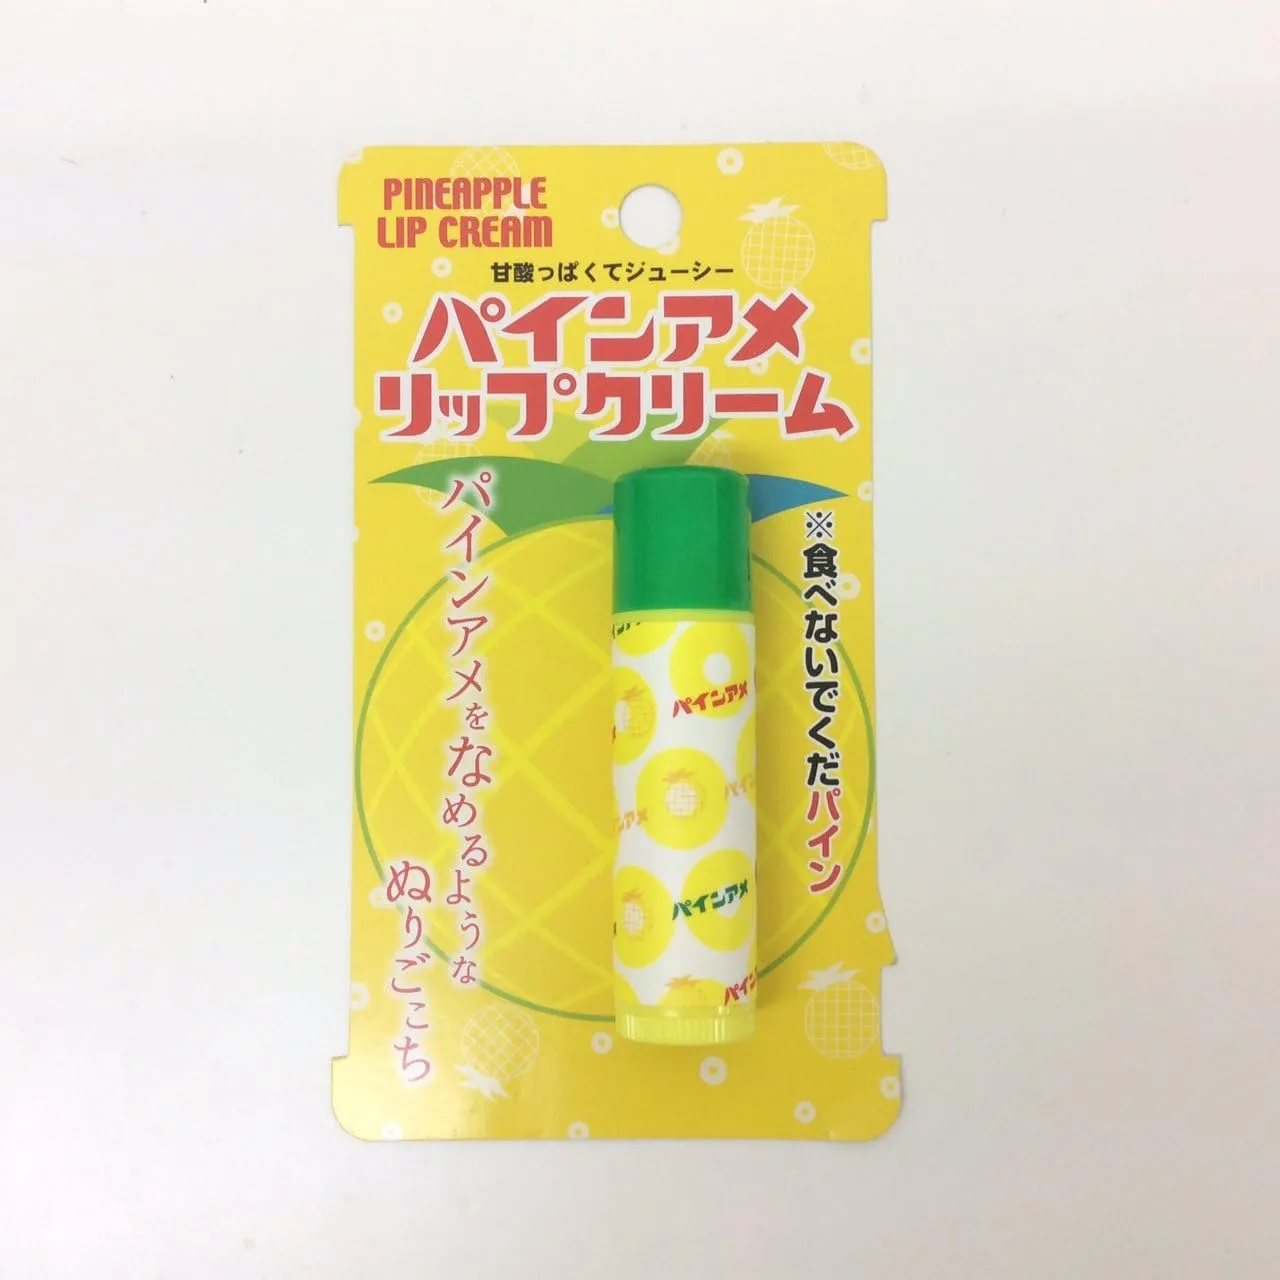 PINEAPPLE
LIP CREAM
甘酸っぱくてジューシー
パインアメ
リップクリーム
※食べないでくだパイン
パインアメをなめるような
ぬりごこち
パインアメ
パインアメ